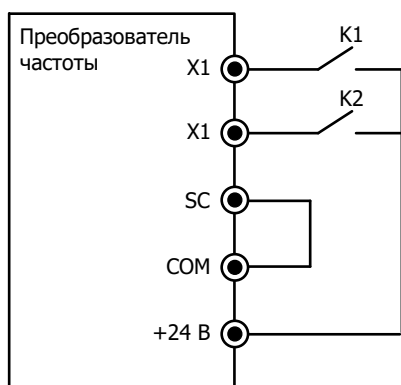 Преобразователь
частоты
K1
X1
K2
X1
SC
COM
+24 В